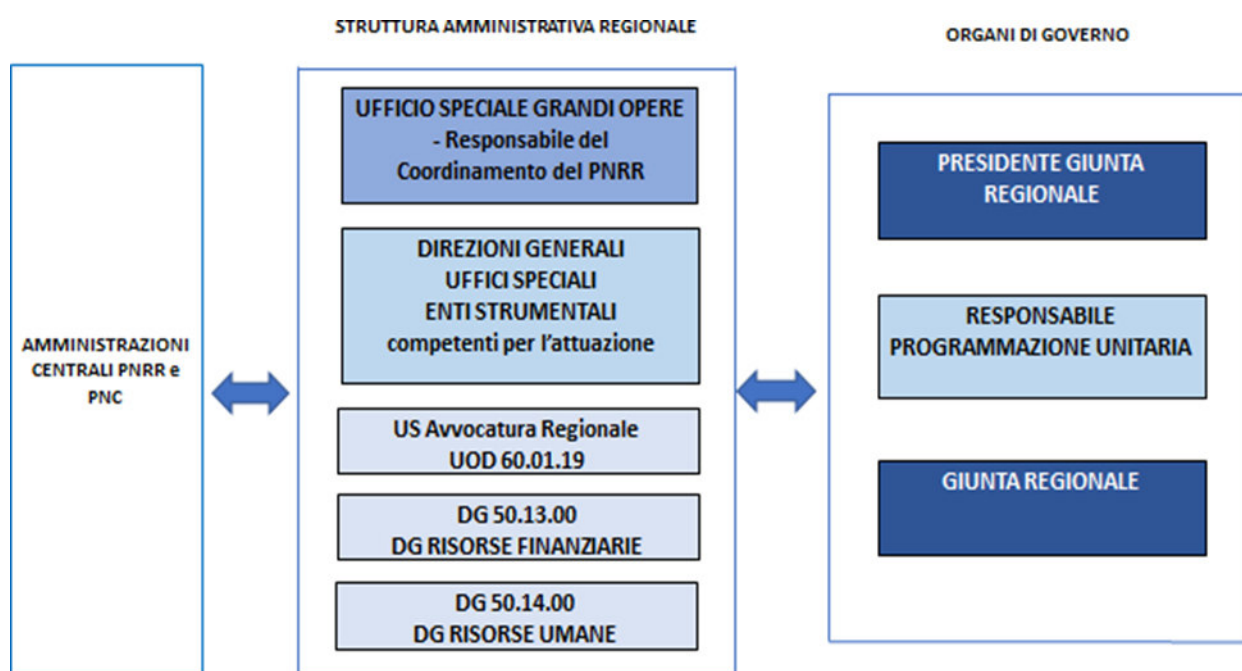 STRUTTURA AMMINISTRATIVA REGIONALE
ORGANI DI GOVERNO
AMMINISTRAZIONI
CENTRALI PNRR e
PNC
UFFICIO SPECIALE GRANDI OPERE
- Responsabile del
Coordinamento del PNRR
DIREZIONI GENERALI
UFFICI SPECIALI
ENTI STRUMENTALI
competenti per l'attuazione
US Avvocatura Regionale
UOD 60.01.19
DG 50.13.00
DG RISORSE FINANZIARIE
DG 50.14.00
DG RISORSE UMANE
PRESIDENTE GIUNTA
REGIONALE
RESPONSABILE
PROGRAMMAZIONE UNITARIA
GIUNTA REGIONALE